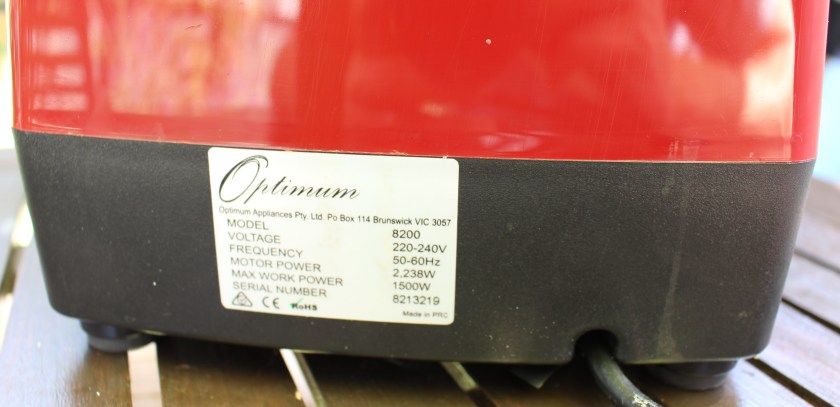 Optimum
Optimum Appliances Pty. Ltd. Po Box 114 Brunswick VIC 3057
MODEL 8200
VOLTAGE 220-240V
FREQUENCY 50-60Hz
MOTOR POWER 2,238W
MAX WORK POWER 1500W
SERIAL NUMBER 8213219
CE RoHS
Made in PRC